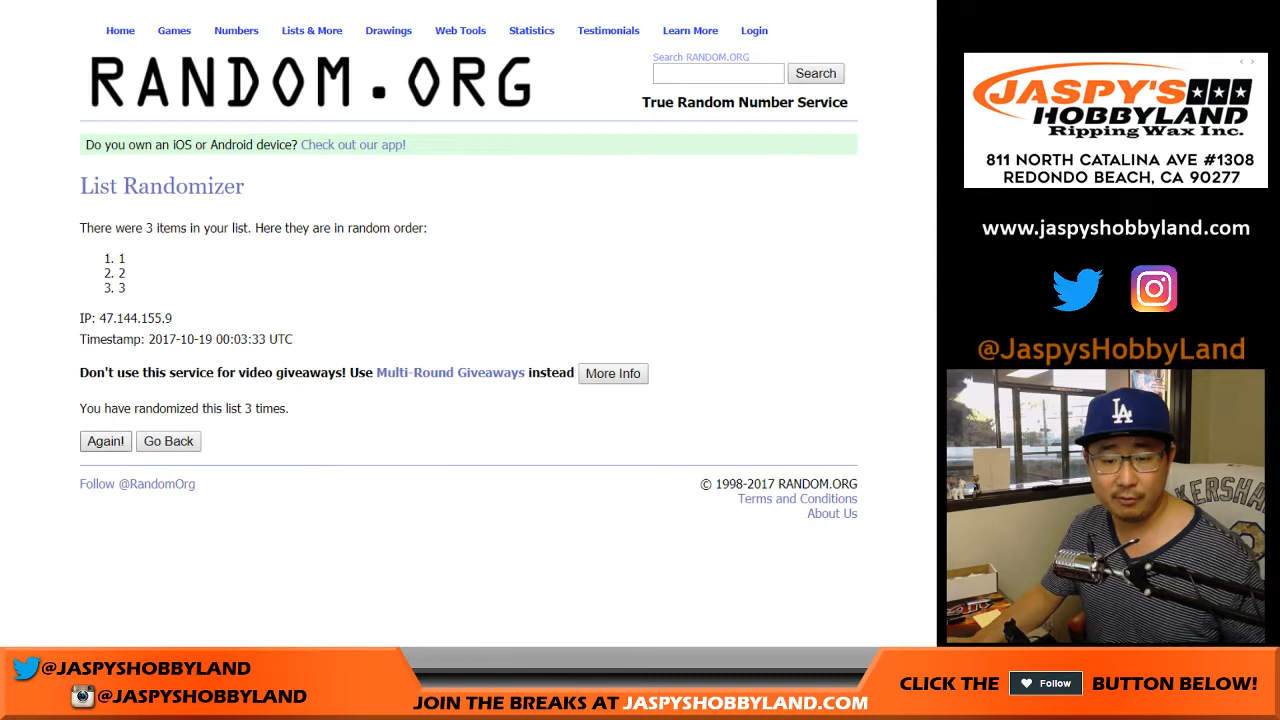 Home Games Numbers Lists & More Drawings Web Tools Statistics Testimonials Learn More Login
RANDOM.ORG
Search RANDOM.ORG
Search
True Random Number Service
Do you own an iOS or Android device? Check out our app!
List Randomizer
There were 3 items in your list. Here they are in random order:
1. 1
2. 2
3. 3
IP: 47.144.155.9
Timestamp: 2017-10-19 00:03:33 UTC
Don't use this service for video giveaways! Use Multi-Round Giveaways instead More Info
You have randomized this list 3 times.
Again! Go Back
Follow @RandomOrg
© 1998-2017 RANDOM.ORG
Terms and Conditions
About Us
JASPY'S
HOBBYLAND
Ripping Wax Inc.
811 NORTH CATALINA AVE #1308
REDONDO BEACH, CA 90277
www.jaspyshobbyland.com
@JaspysHobbyLand
LA
KERSHA
@JASPYSHOBBYLAND
@JASPYSHOBBYLAND
JOIN THE BREAKS AT JASPYSHOBBYLAND.COM
CLICK THE Follow BUTTON BELOW!